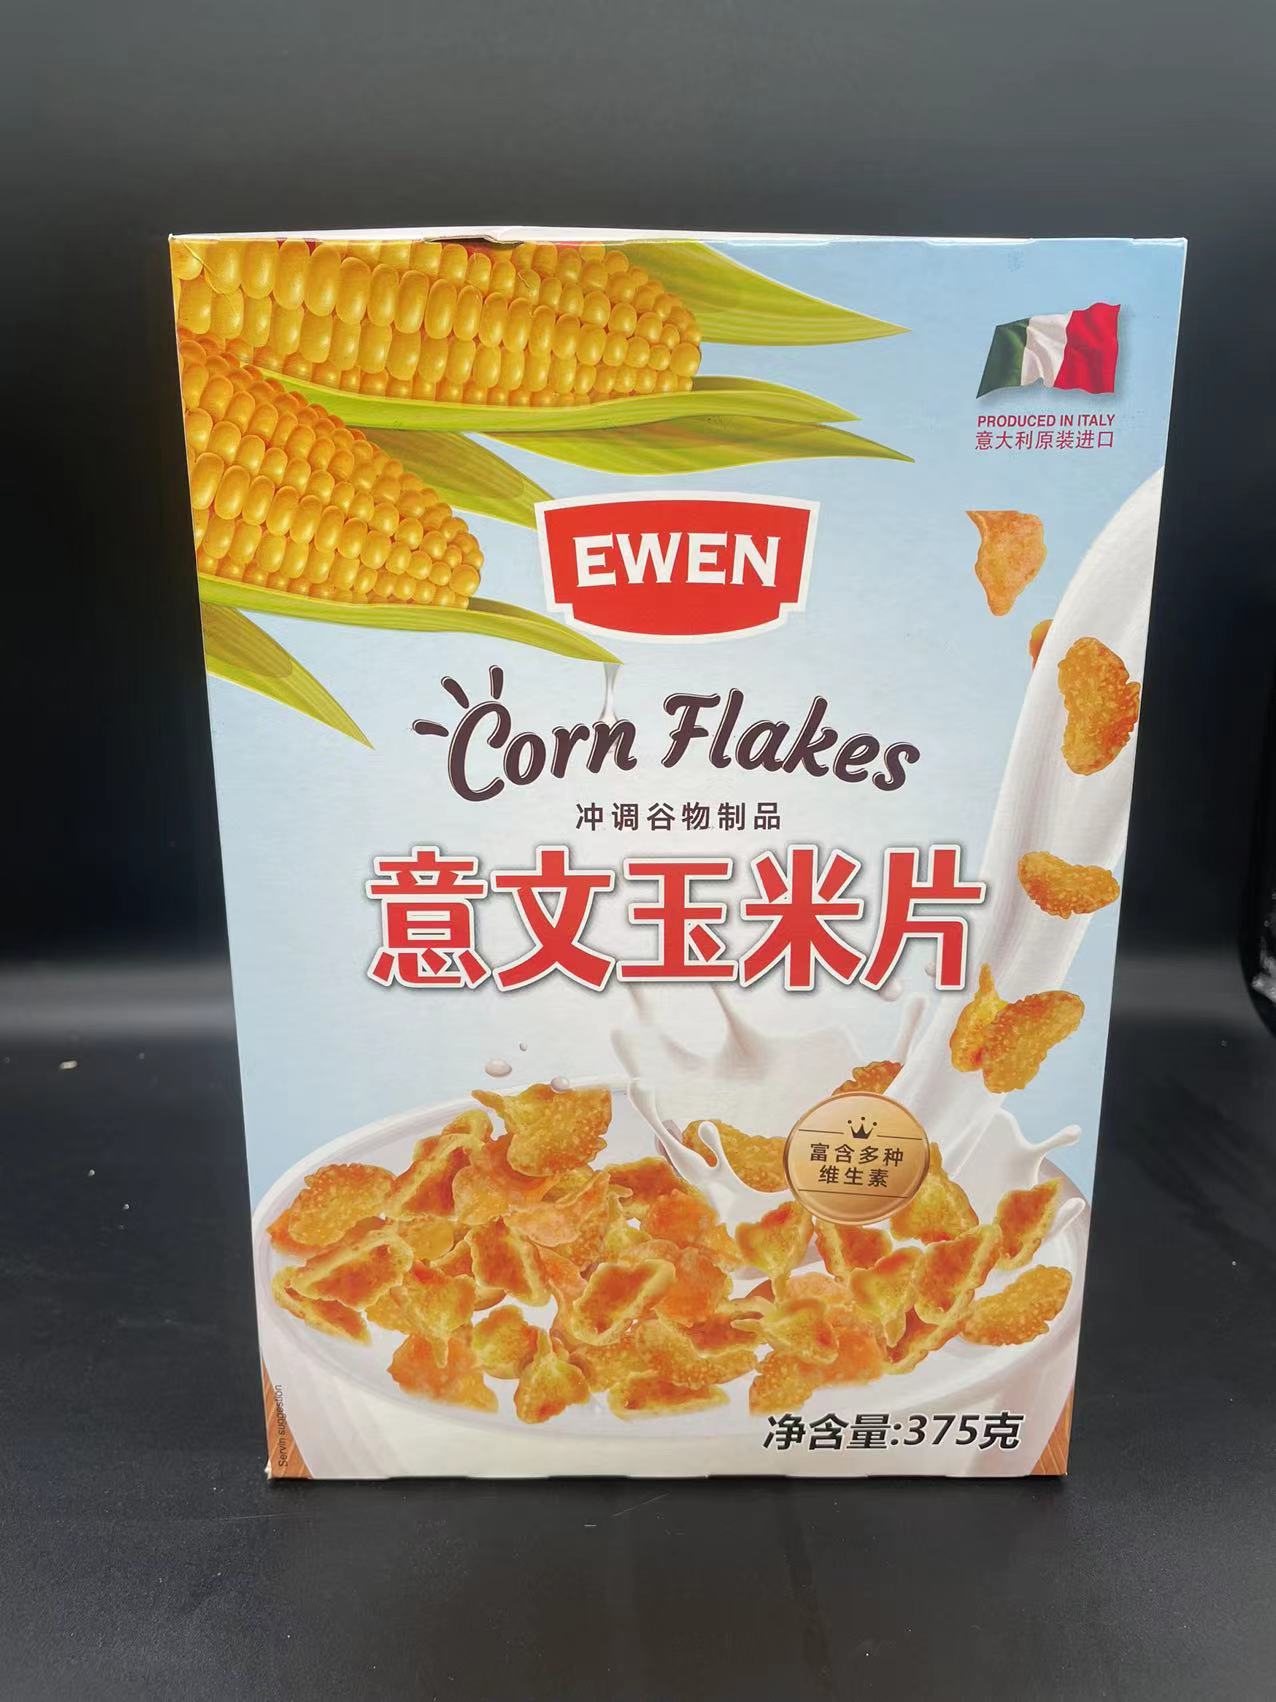 PRODUCED IN ITALY
意大利原装进口
EWEN
Corn Flakes
冲调谷物制品
意文玉米片
富含多种
维生素
净含量:375克
Servin suggestion